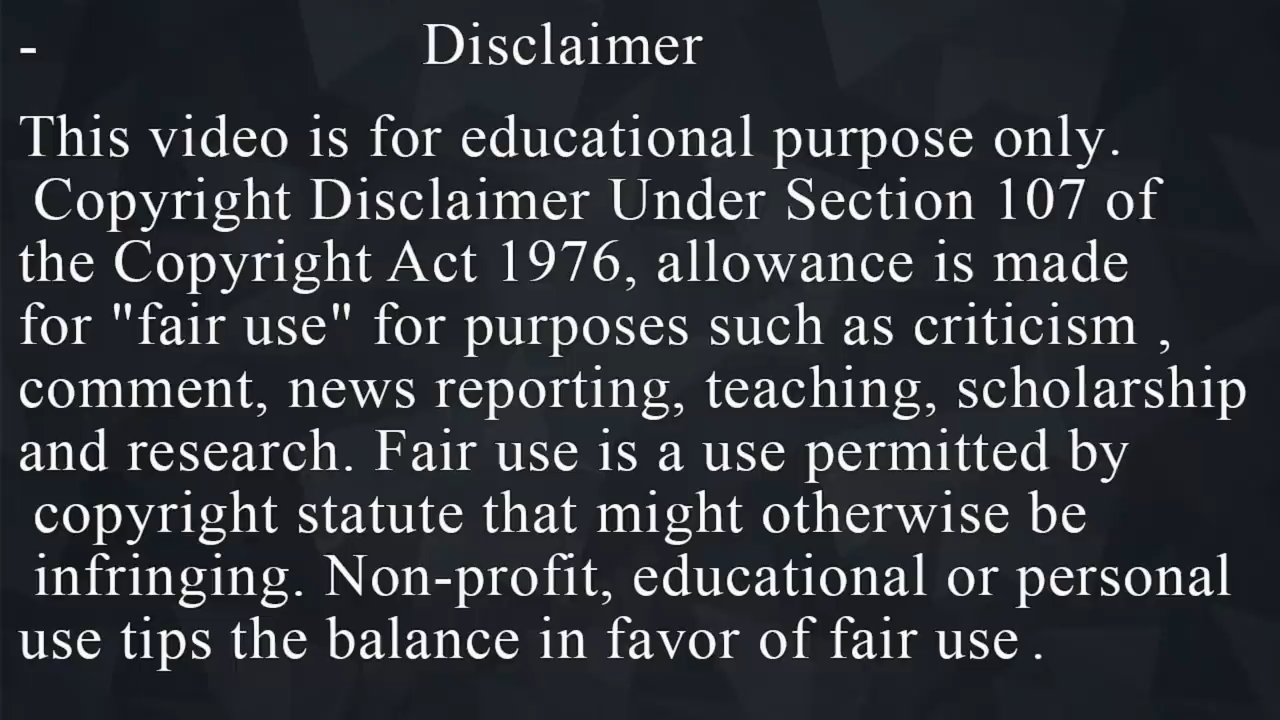 - Disclaimer
This video is for educational purpose only.
Copyright Disclaimer Under Section 107 of
the Copyright Act 1976, allowance is made
for "fair use" for purposes such as criticism ,
comment, news reporting, teaching, scholarship
and research. Fair use is a use permitted by
copyright statute that might otherwise be
infringing. Non-profit, educational or personal
use tips the balance in favor of fair use .